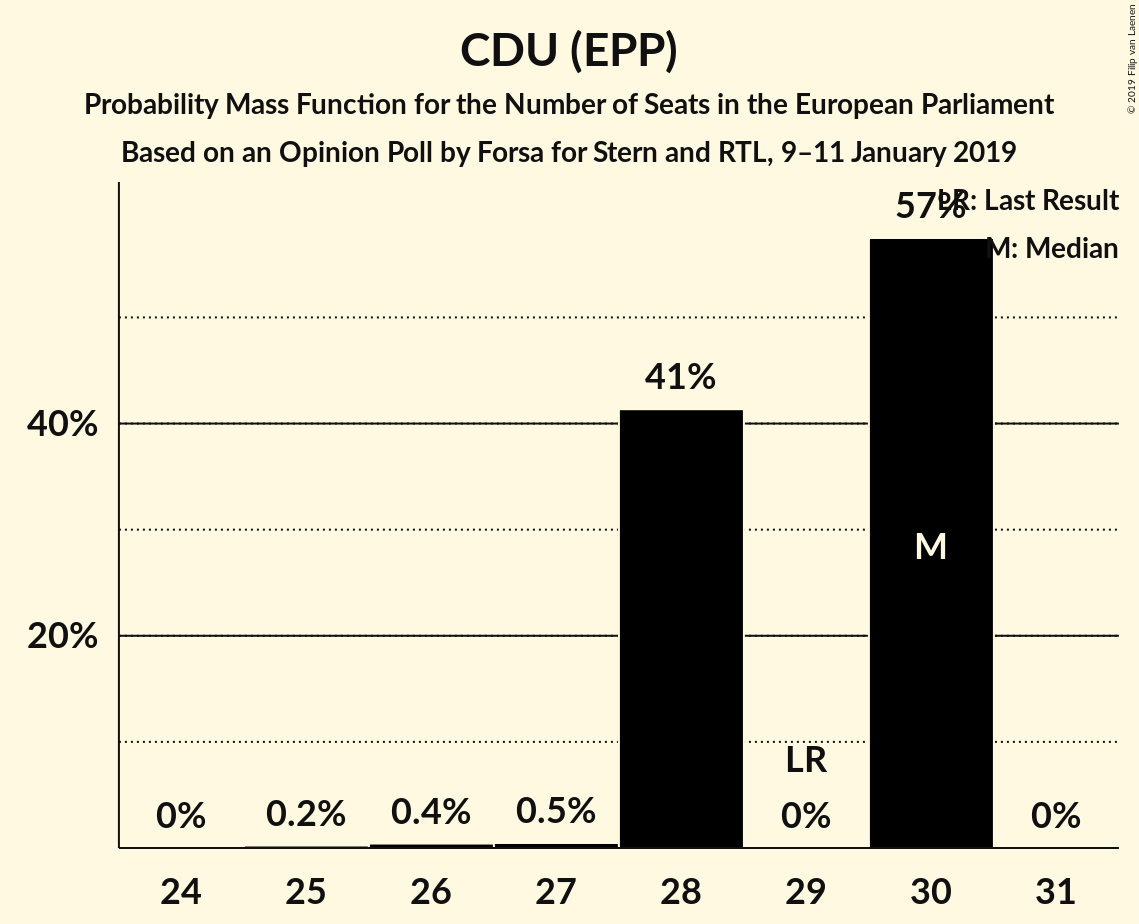 CDU (EPP)
Probability Mass Function for the Number of Seats in the European Parliament
Based on an Opinion Poll by Forsa for Stern and RTL, 9–11 January 2019
© 2019 Filip van Laenen
LR: Last Result
M: Median
57%
41%
40%
M
20%
LR
0%
0.2%
0.4%
0.5%
0%
0%
24
25
26
27
28
29
30
31